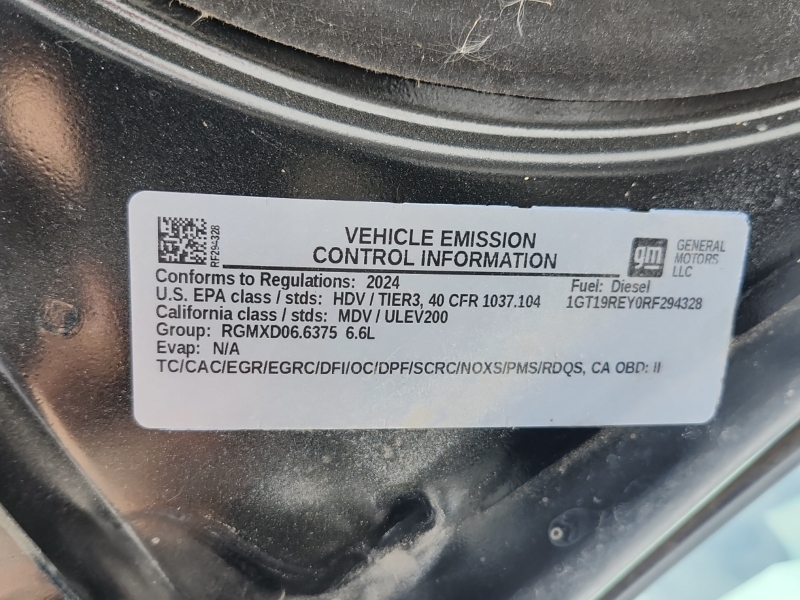 RF294328
VEHICLE EMISSION
CONTROL INFORMATION
gm
GENERAL
MOTORS
LLC
Conforms to Regulations: 2024
Fuel: Diesel
U.S. EPA class / stds: HDV / TIER3, 40 CFR 1037.104
1GT19REY0RF294328
California class / stds: MDV / ULEV200
Group: RGMXD06.6375 6.6L
Evap: N/A
TC/CAC/EGR/EGRC/DFI/OC/DPF/SCRC/NOXS/PMS/RDQS, CA OBD: II